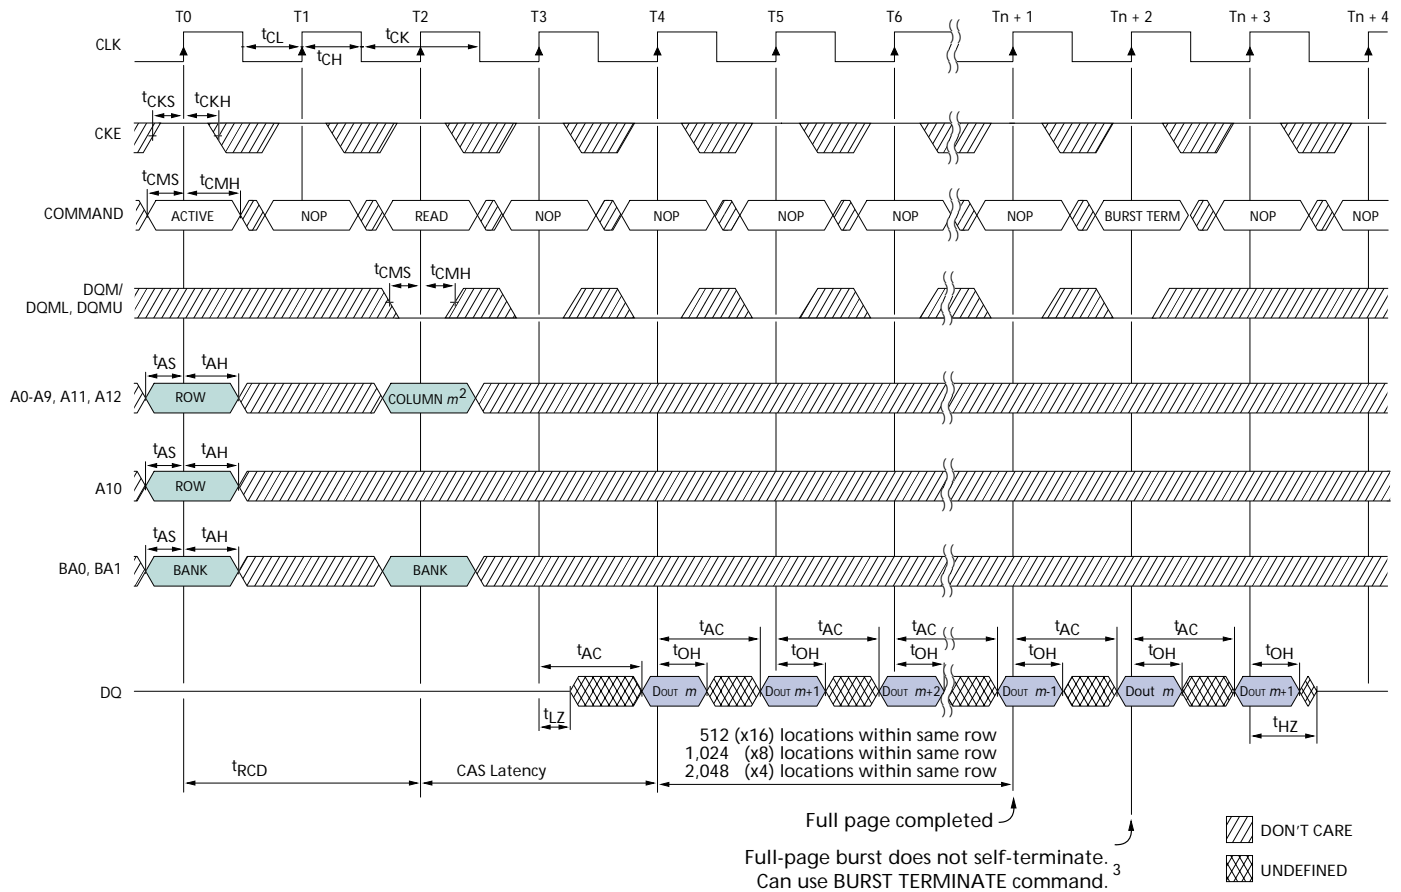 T0 T1 T2 T3 T4 T5 T6 Tn + 1 Tn + 2 Tn + 3 Tn + 4
CLK
tCL tCK
tCH
tCKS tCKH
CKE
tCMS tCMH
COMMAND ACTIVE NOP READ NOP NOP NOP NOP NOP BURST TERM NOP NOP
tCMS tCMH
DQM/
DQML, DQMU
tAS tAH
A0-A9, A11, A12 ROW COLUMN m2
tAS tAH
A10 ROW
tAS tAH
BA0, BA1 BANK BANK
tAC tAC tAC tAC tAC
tAC tOH tOH tOH tOH tOH tOH
DQ DOUT m DOUT m+1 DOUT m+2 DOUT m-1 Dout m DOUT m+1
tLZ tHZ
512 (x16) locations within same row
1,024 (x8) locations within same row
2,048 (x4) locations within same row
tRCD CAS Latency
Full page completed
Full-page burst does not self-terminate. 3
Can use BURST TERMINATE command.
DON'T CARE
UNDEFINED